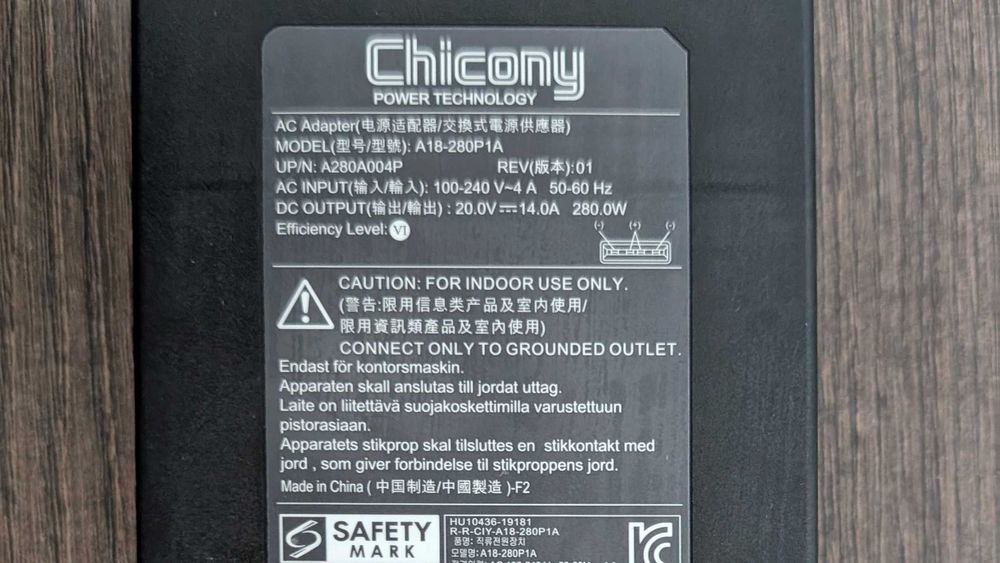 Chicony
POWER TECHNOLOGY
AC Adapter(电源适配器/交換式電源供應器)
MODEL(型号/型號): A18-280P1A
UP/N: A280A004P REV(版本):01
AC INPUT(输入/輸入): 100-240 V~4 A 50-60 Hz
DC OUTPUT(输出/輸出) : 20.0V⎓14.0A 280.0W
Efficiency Level: VI
(-) (+) (-)
CAUTION: FOR INDOOR USE ONLY.
(警告:限用信息类产品及室内使用/
限用資訊類產品及室內使用)
CONNECT ONLY TO GROUNDED OUTLET.
Endast för kontorsmaskin.
Apparaten skall anslutas till jordat uttag.
Laite on liitettävä suojakoskettimilla varustettuun
pistorasiaan.
Apparatets stikprop skal tilsluttes en stikkontakt med
jord , som giver forbindelse til stikproppens jord.
Made in China ( 中国制造/中國製造 )-F2
SAFETY
MARK
HU10436-19181
R-R-CIY-A18-280P1A
품명: 직류전원장치
모델명: A18-280P1A